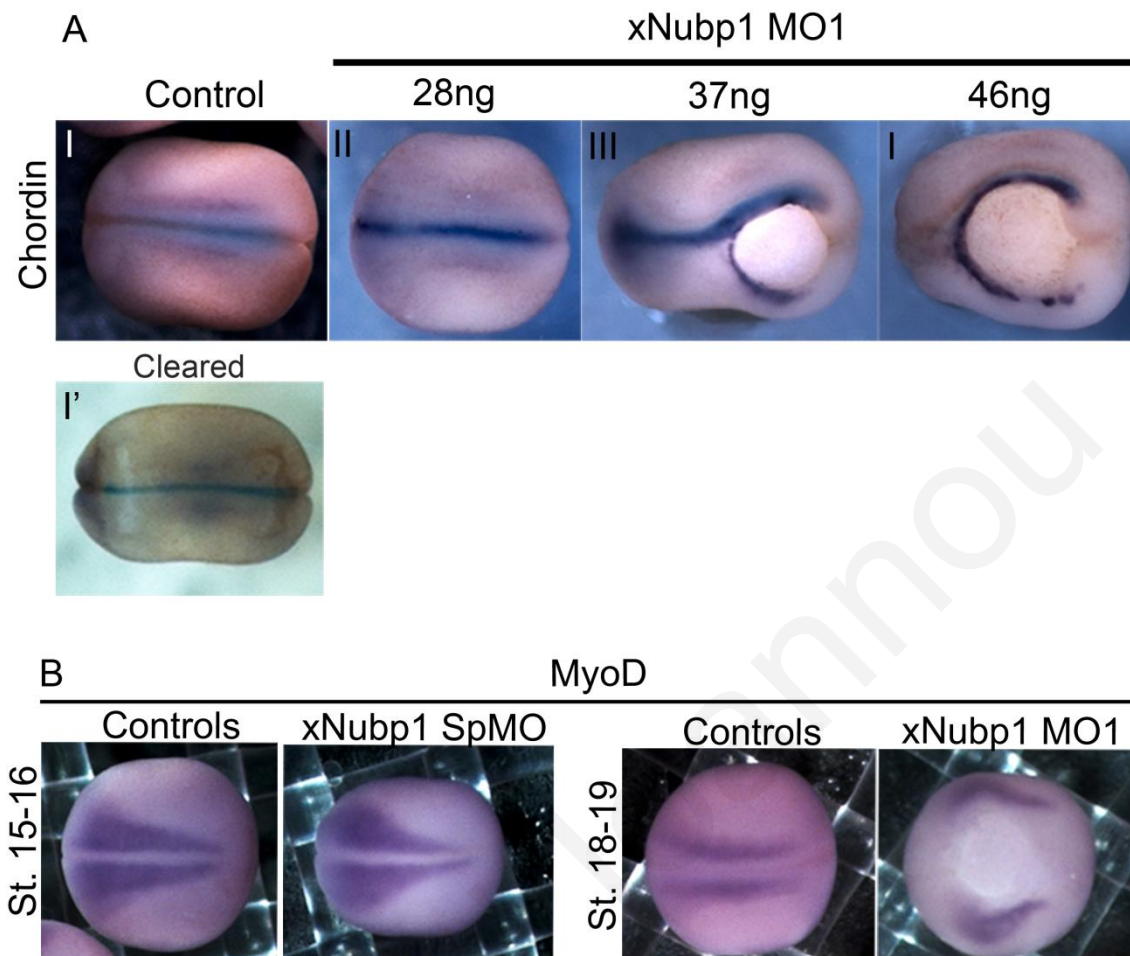 A
xNubp1 MO1
Control 28ng 37ng 46ng
Chordin
I II III I
Cleared
I’
B MyoD
St. 15-16
Controls xNubp1 SpMO
St. 18-19
Controls xNubp1 MO1